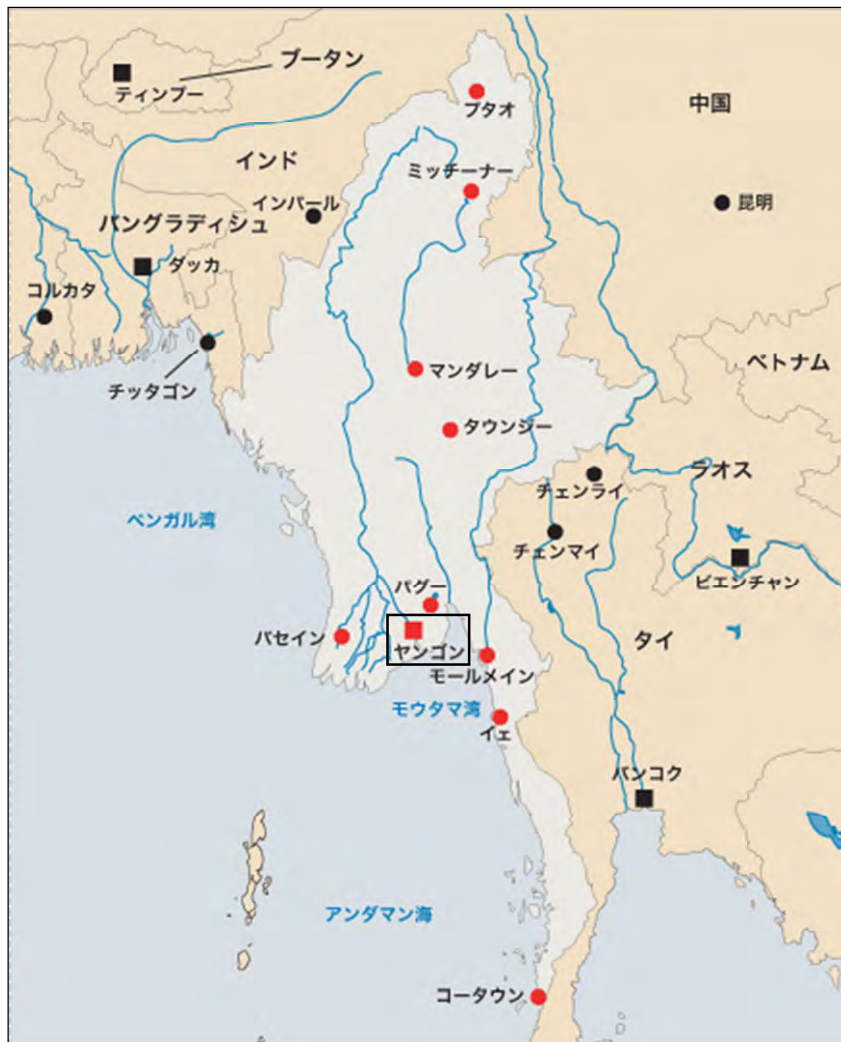 ブータン
ティンプー
プタオ
中国
インド
ミッチーナー
インパール
昆明
バングラディシュ
ダッカ
コルカタ
チッタゴン
マンダレー
ベトナム
タウンジー
ラオス
チェンライ
ベンガル湾
チェンマイ
ビエンチャン
パグー
パセイン
ヤンゴン
タイ
モールメイン
モウタマ湾
イェ
バンコク
アンダマン海
コータウン